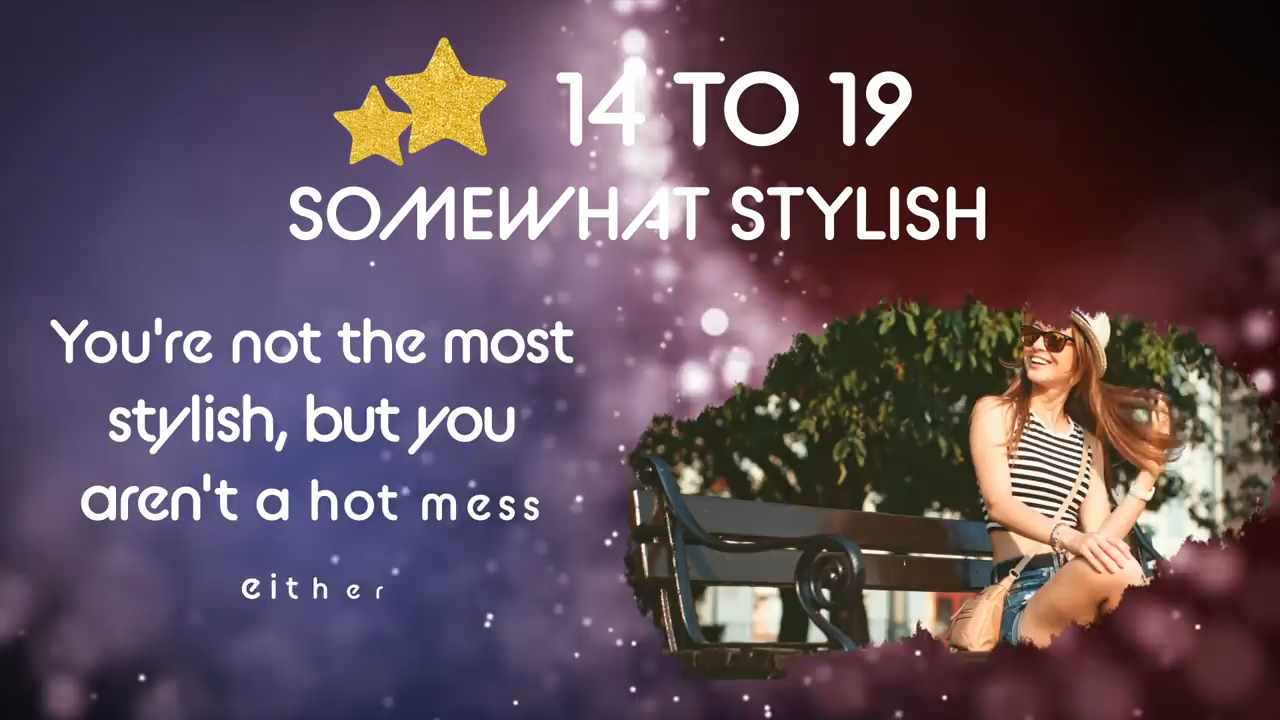 14 TO 19
SOMEWHAT STYLISH
You're not the most
stylish, but you
aren't a hot mess
either